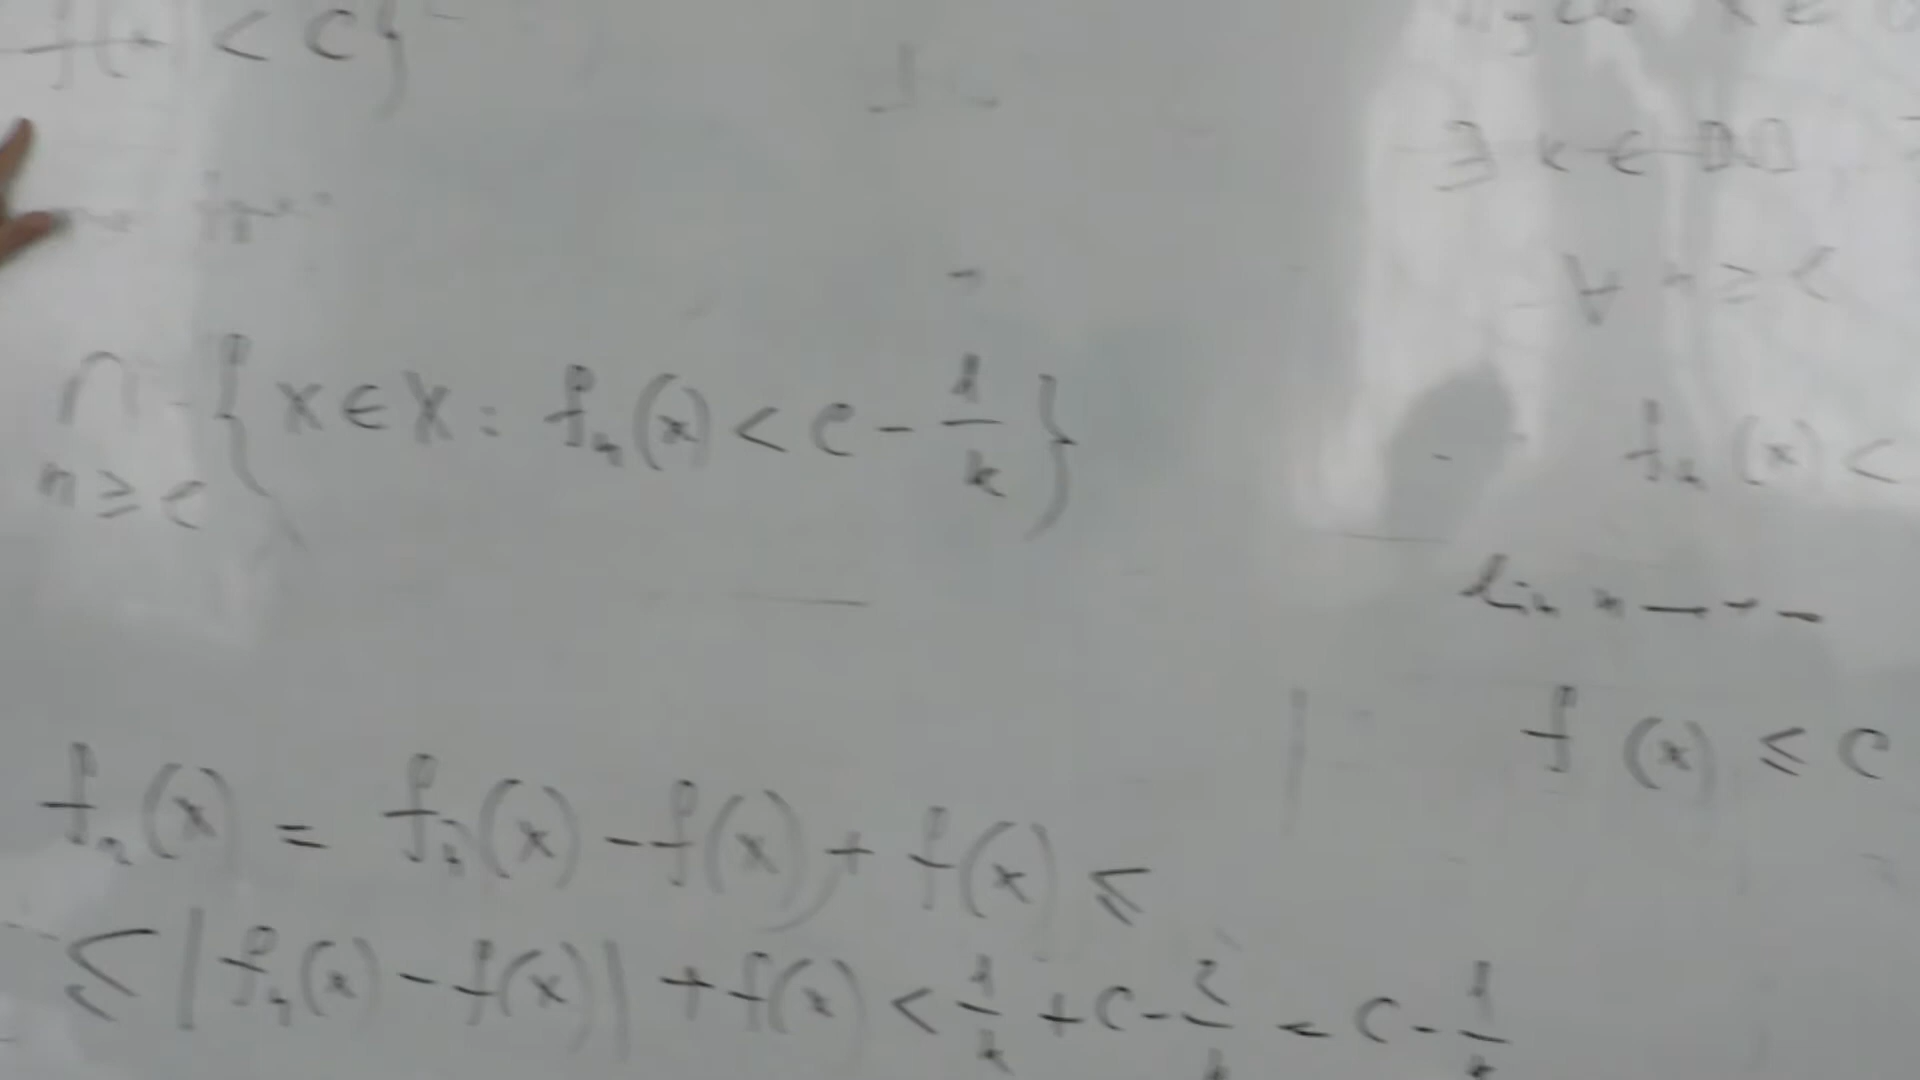 f(x) < c}
∩ {x ∈ X : fₙ(x) < c - 1/k}
n ≥ l
fₙ(x) = fₙ(x) - f(x) + f(x) ≤
≤ |fₙ(x) - f(x)| + f(x) < 1/k + c - 2/k = c - 1/k
x ∈
∃ k ∈ ℕ
∀ n ≥ l
fₙ(x) <
f(x) ≤ c